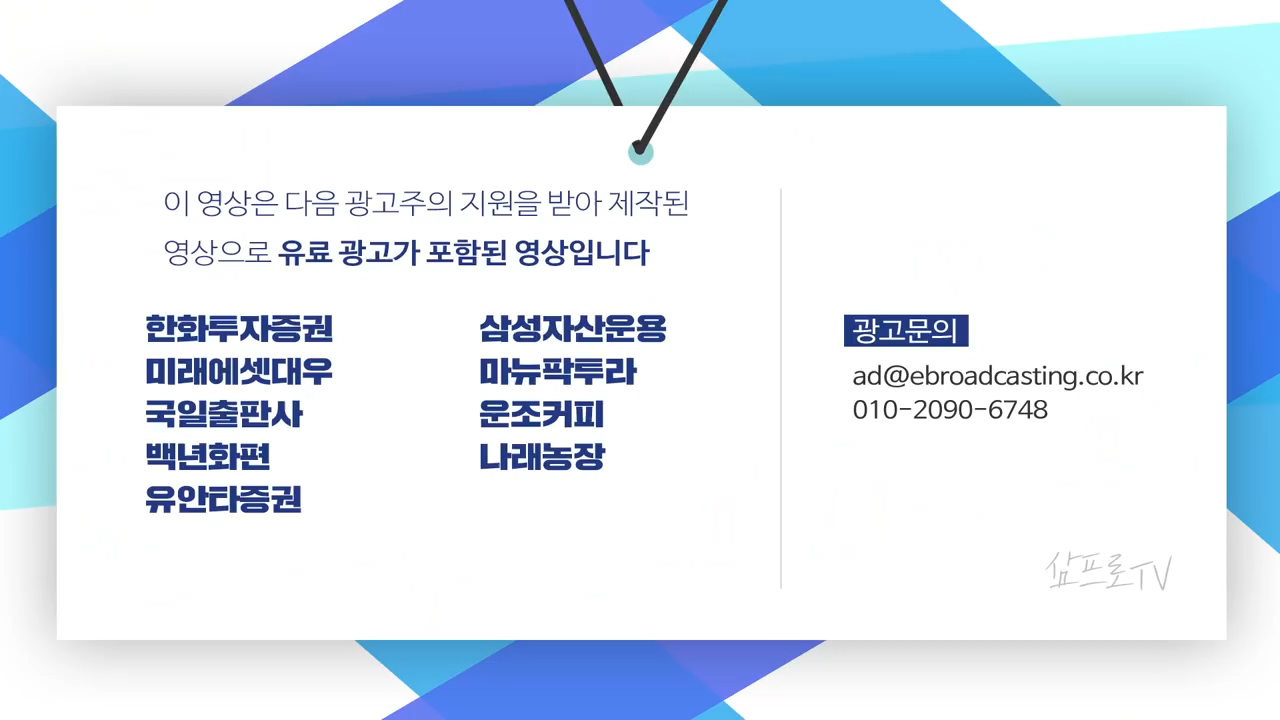 이 영상은 다음 광고주의 지원을 받아 제작된
영상으로 유료 광고가 포함된 영상입니다
한화투자증권
미래에셋대우
국일출판사
백년화편
유안타증권
삼성자산운용
마뉴팍투라
운조커피
나래농장
광고문의
ad@ebroadcasting.co.kr
010-2090-6748
삼프로TV